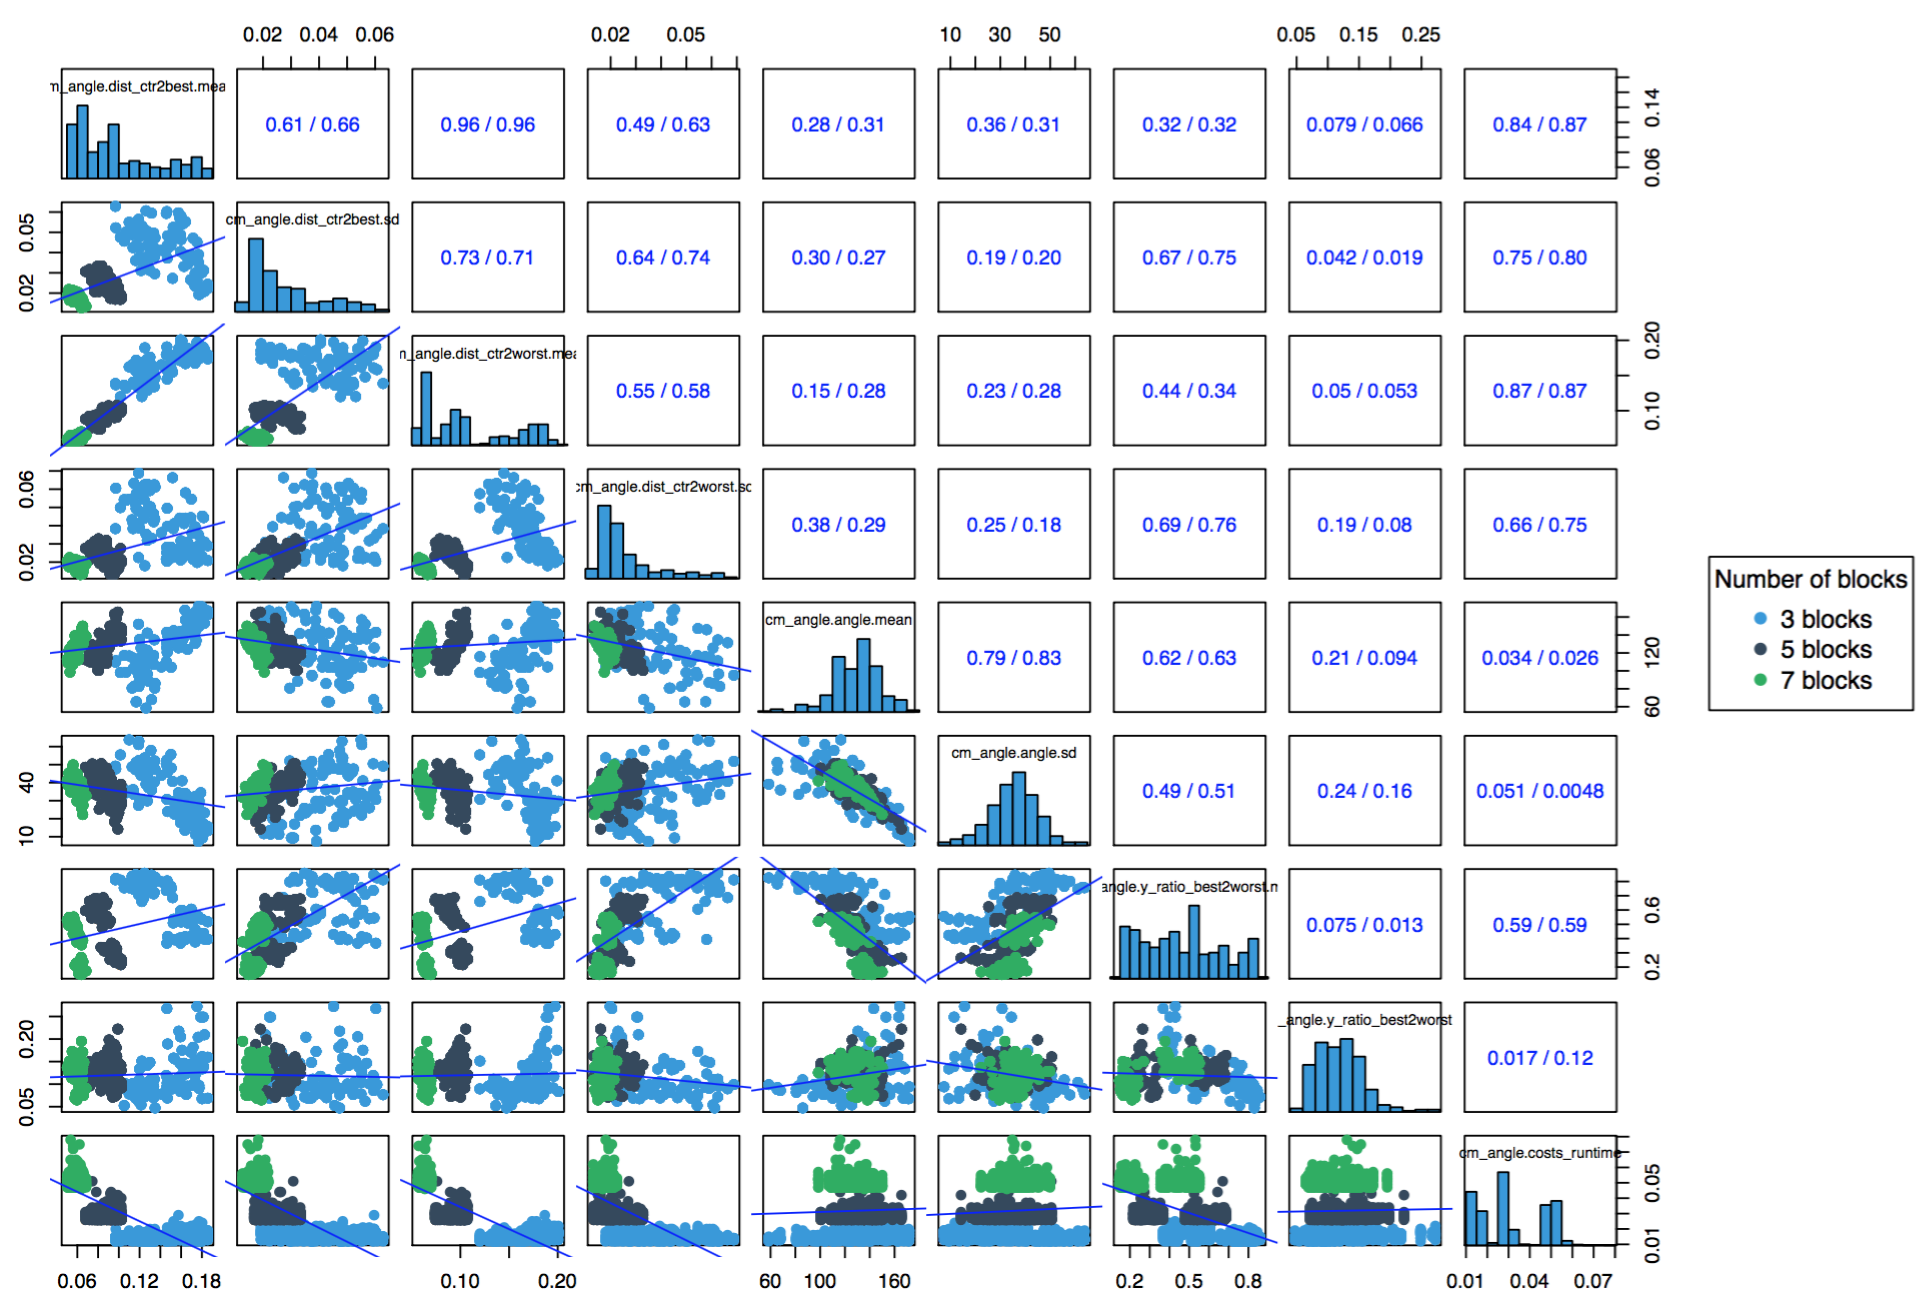 0.02 0.04 0.06 0.02 0.05 10 30 50 0.05 0.15 0.25
m_angle.dist_ctr2best.mea 0.61 / 0.66 0.96 / 0.96 0.49 / 0.63 0.28 / 0.31 0.36 / 0.31 0.32 / 0.32 0.079 / 0.066 0.84 / 0.87 0.06 0.14
0.02 0.05 cm_angle.dist_ctr2best.sd 0.73 / 0.71 0.64 / 0.74 0.30 / 0.27 0.19 / 0.20 0.67 / 0.75 0.042 / 0.019 0.75 / 0.80
n_angle.dist_ctr2worst.mea 0.55 / 0.58 0.15 / 0.28 0.23 / 0.28 0.44 / 0.34 0.05 / 0.053 0.87 / 0.87 0.10 0.20
0.02 0.06 cm_angle.dist_ctr2worst.sc 0.38 / 0.29 0.25 / 0.18 0.69 / 0.76 0.19 / 0.08 0.66 / 0.75
cm_angle.angle.mean 0.79 / 0.83 0.62 / 0.63 0.21 / 0.094 0.034 / 0.026 60 120
10 40 cm_angle.angle.sd 0.49 / 0.51 0.24 / 0.16 0.051 / 0.0048
angle.y_ratio_best2worst.n 0.075 / 0.013 0.59 / 0.59 0.2 0.6
0.05 0.20 _angle.y_ratio_best2worst 0.017 / 0.12
cm_angle.costs_runtime 0.01 0.05
0.06 0.12 0.18 0.10 0.20 60 100 160 0.2 0.5 0.8 0.01 0.04 0.07
Number of blocks
3 blocks
5 blocks
7 blocks